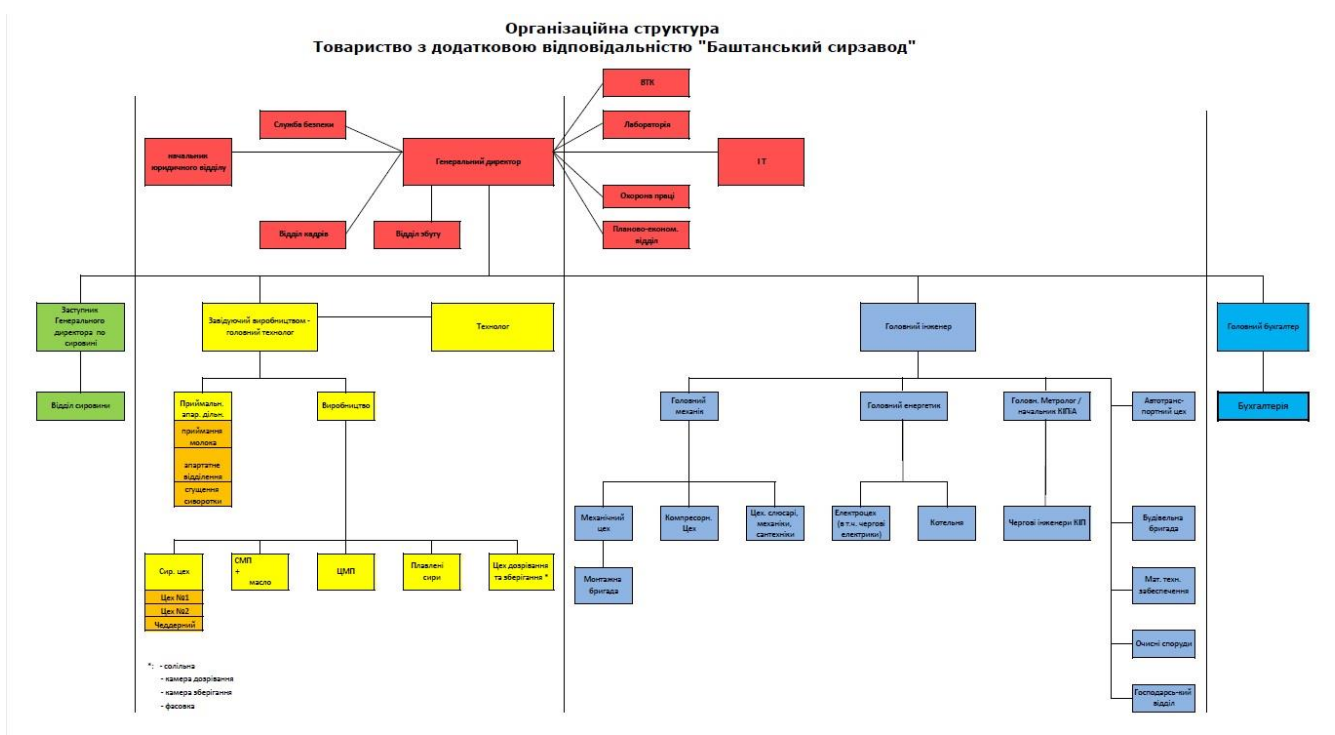 Організаційна структура
Товариство з додатковою відповідальністю "Баштанський сирзавод"
ВТК
Служба безпеки
Лабораторія
начальник
юридичного відділу
Генеральний директор
І Т
Охорона праці
Відділ кадрів
Відділ збуту
Планово-економ.
відділ
Заступник
Генерального
директора по
сировині
Завідуючий виробництвом -
головний технолог
Технолог
Головний інженер
Головний бухгалтер
Відділ сировини
Приймальн.
апар. дільн.
приймання
молока
апартатне
відділення
сгущення
сиворотки
Виробництво
Головний
механік
Головний енергетик
Головн. Метролог /
начальник КІПіА
Автотранс-
портний цех
Бухгалтерія
Механічний
цех
Компресорн.
Цех
Цех. слюсарі,
механіки,
сантехніки
Електроцех
(в т.ч. чергові
електрики)
Котельня
Чергові інженери КІП
Будівельна
бригада
Сир. цех
Цех №1
Цех №2
Чеддерний
СМП
+
масло
ЦМП
Плавлені
сири
Цех дозрівання
та зберігання *
Монтажна
бригада
Мат. техн.
забеспечення
Очисні споруди
Господарсь-кий
відділ
*: - солільна
- камера дозрівання
- камера зберігання
- фасовка